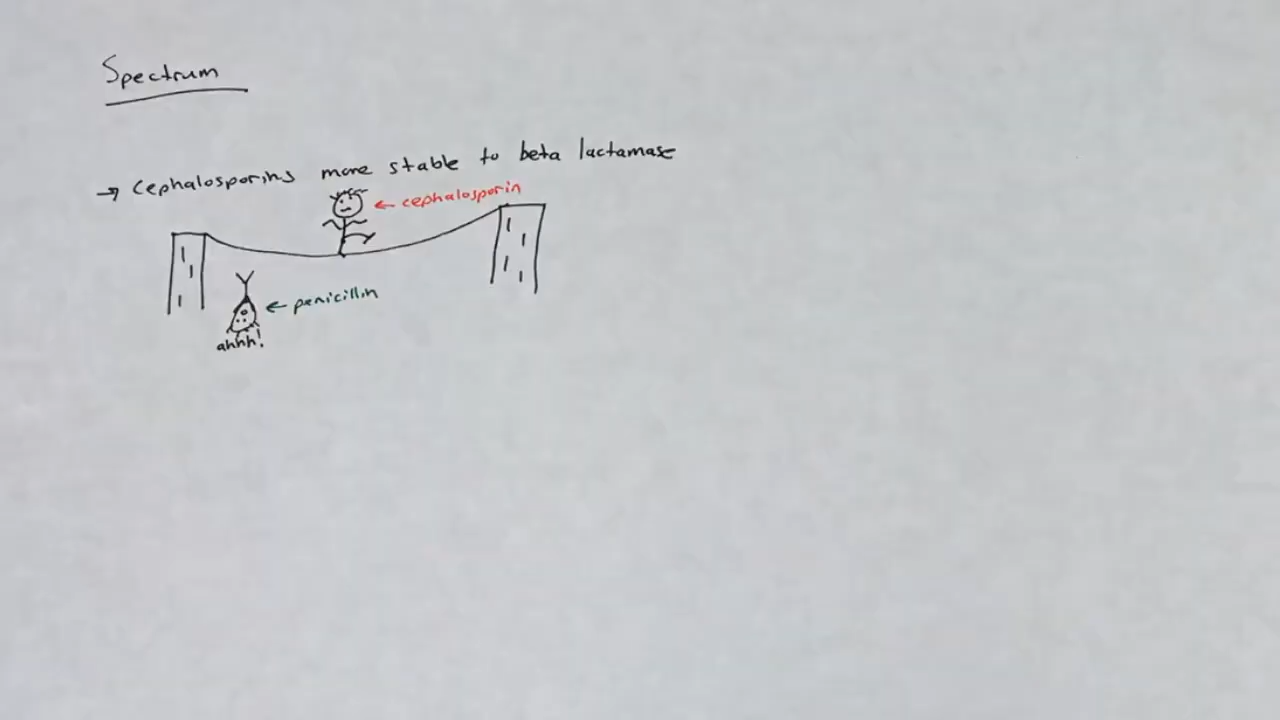 Spectrum
→ Cephalosporins more stable to beta lactamase
← cephalosporin
← penicillin
ahhh!